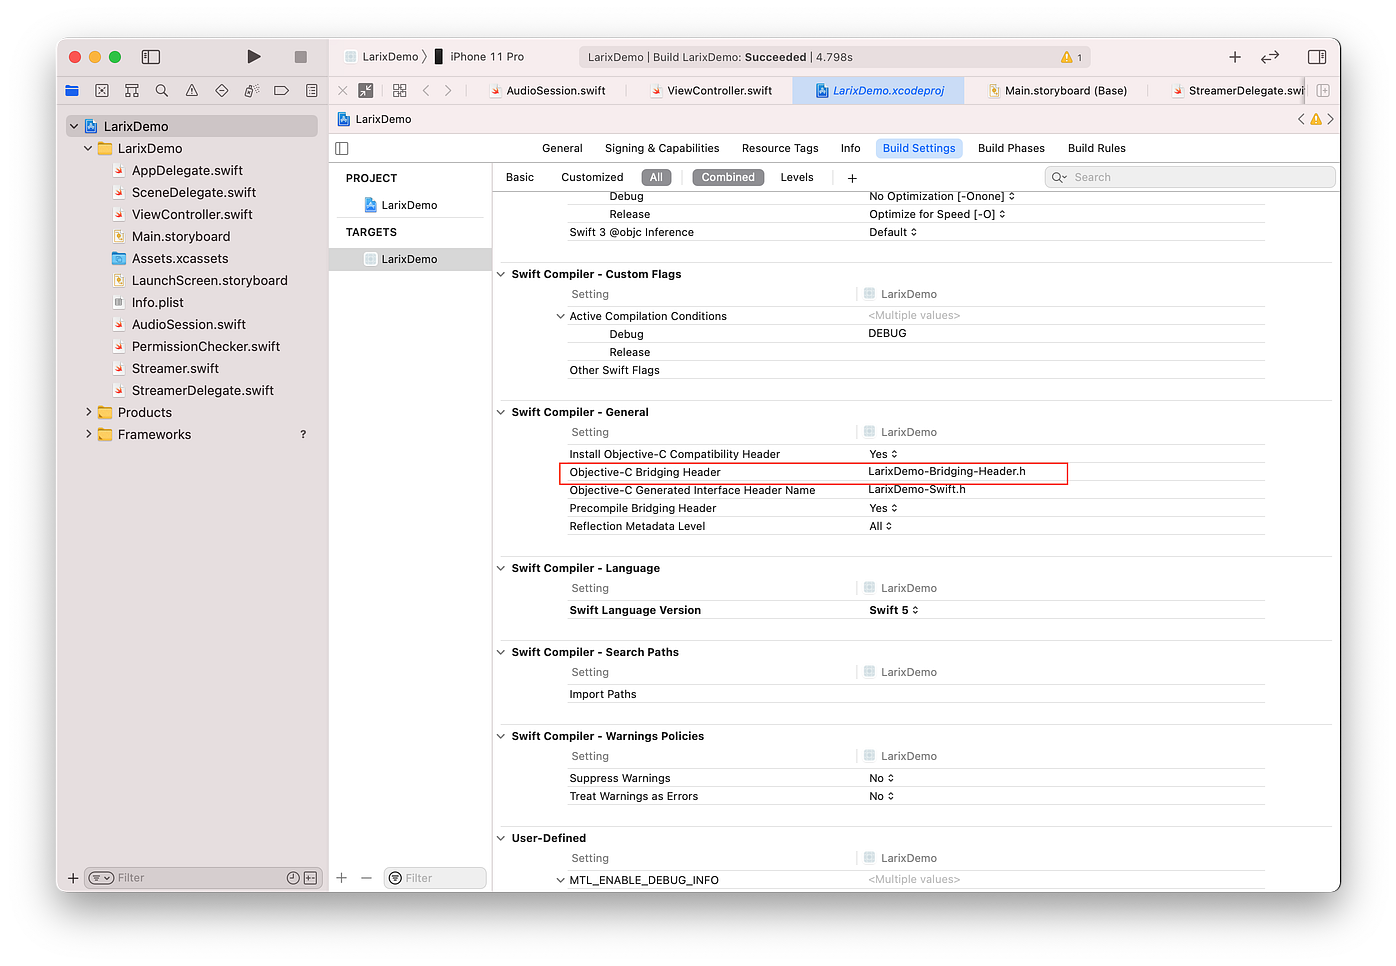 LarixDemo
iPhone 11 Pro
LarixDemo | Build LarixDemo: Succeeded | 4.798s
1
AudioSession.swift
ViewController.swift
LarixDemo.xcodeproj
Main.storyboard (Base)
StreamerDelegate.swi
LarixDemo
LarixDemo
AppDelegate.swift
SceneDelegate.swift
ViewController.swift
Main.storyboard
Assets.xcassets
LaunchScreen.storyboard
Info.plist
AudioSession.swift
PermissionChecker.swift
Streamer.swift
StreamerDelegate.swift
Products
Frameworks ?
Filter
LarixDemo
General Signing & Capabilities Resource Tags Info Build Settings Build Phases Build Rules
PROJECT
LarixDemo
TARGETS
LarixDemo
Filter
Basic Customized All Combined Levels + Search
Debug No Optimization [-Onone]
Release Optimize for Speed [-O]
Swift 3 @objc Inference Default
Swift Compiler - Custom Flags
Setting LarixDemo
Active Compilation Conditions <Multiple values>
Debug DEBUG
Release
Other Swift Flags
Swift Compiler - General
Setting LarixDemo
Install Objective-C Compatibility Header Yes
Objective-C Bridging Header LarixDemo-Bridging-Header.h
Objective-C Generated Interface Header Name LarixDemo-Swift.h
Precompile Bridging Header Yes
Reflection Metadata Level All
Swift Compiler - Language
Setting LarixDemo
Swift Language Version Swift 5
Swift Compiler - Search Paths
Setting LarixDemo
Import Paths
Swift Compiler - Warnings Policies
Setting LarixDemo
Suppress Warnings No
Treat Warnings as Errors No
User-Defined
Setting LarixDemo
MTL_ENABLE_DEBUG_INFO <Multiple values>